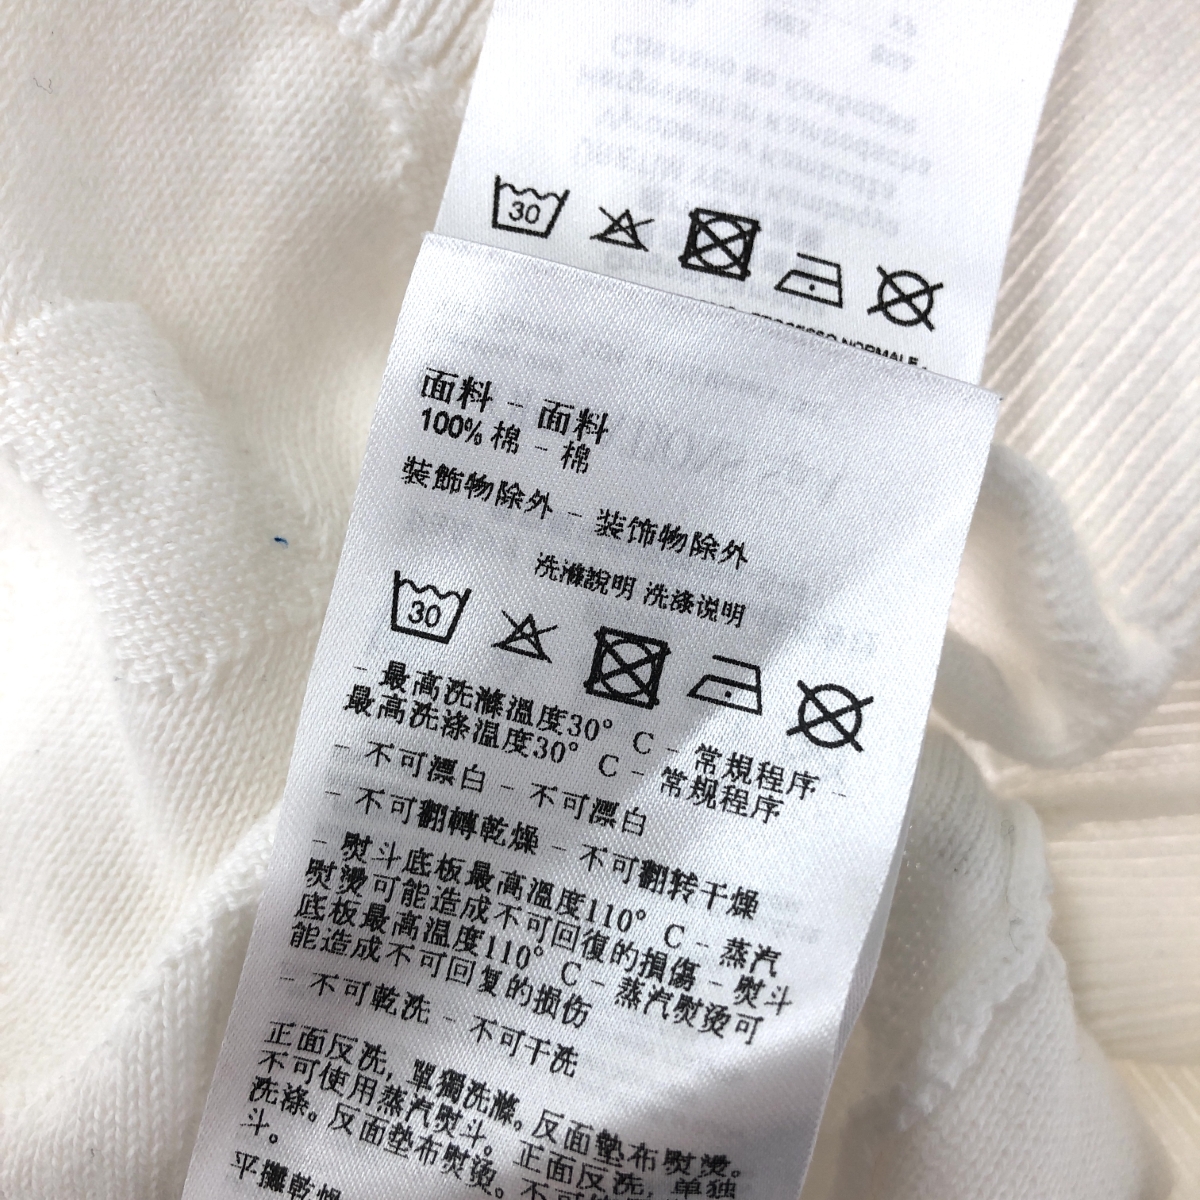 30
PROCESSO NORMALE
面料 - 面料
100% 棉 - 棉
裝飾物除外 - 装饰物除外
洗滌說明 洗涤说明
30
- 最高洗滌溫度30° C - 常規程序 -
最高洗涤温度30° C - 常规程序
- 不可漂白 - 不可漂白
- 不可翻轉乾燥 - 不可翻转干燥
- 熨斗底板最高溫度110° C - 蒸汽
熨燙可能造成不可回復的損傷 - 熨斗
底板最高温度110° C - 蒸汽熨烫可
能造成不可回复的损伤
- 不可乾洗 - 不可干洗
正面反洗, 單獨洗滌。反面墊布熨燙。
不可使用蒸汽熨斗。正面反洗, 单独
洗涤。反面垫布熨烫。不可
斗。
平攤乾燥